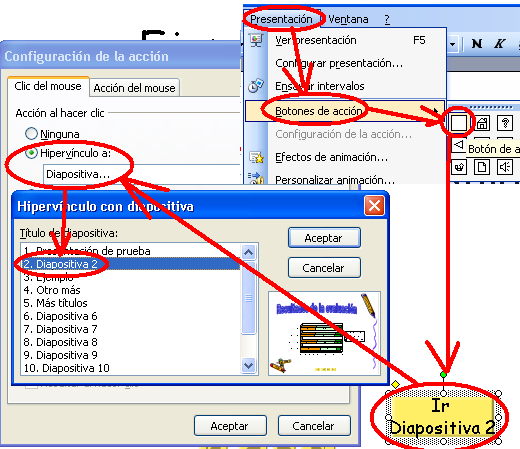 Presentación Ventana ?
Ver presentación F5
N K
Configurar presentación...
Ensayar intervalos
Botones de acción
Configuración de la acción...
Efectos de animación...
Personalizar animación...
?
Botón de a
Configuración de la acción
Clic del mouse Acción del mouse
Acción al hacer clic
Ninguna
Hipervínculo a:
Diapositiva...
Hipervínculo con diapositiva
Título de diapositiva:
1. Presentación de prueba
2. Diapositiva 2
3. Ejemplo
4. Otro más
5. Más títulos
6. Diapositiva 6
7. Diapositiva 7
8. Diapositiva 8
9. Diapositiva 9
10. Diapositiva 10
Aceptar
Cancelar
Resultados de la evaluación
Aceptar Cancelar
Ir
Diapositiva 2